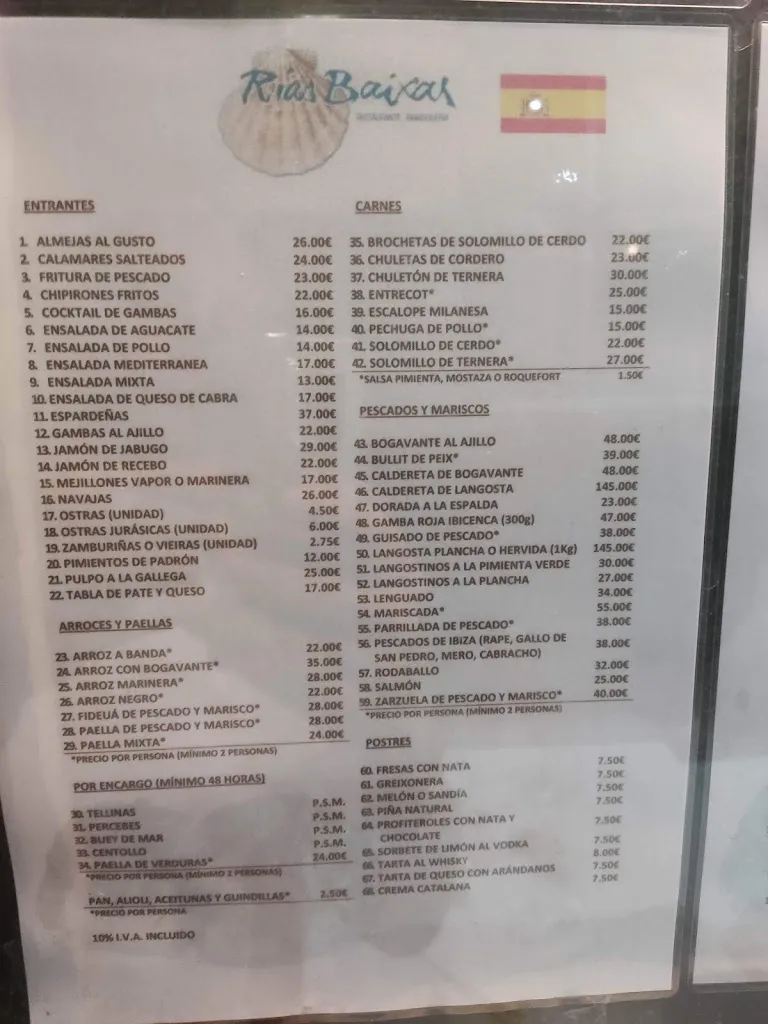 Rías Baixas
RESTAURANT MARISQUERIA
ENTRANTES
1. ALMEJAS AL GUSTO 26.00€
2. CALAMARES SALTEADOS 24.00€
3. FRITURA DE PESCADO 23.00€
4. CHIPIRONES FRITOS 22.00€
5. COCKTAIL DE GAMBAS 16.00€
6. ENSALADA DE AGUACATE 14.00€
7. ENSALADA DE POLLO 14.00€
8. ENSALADA MEDITERRANEA 17.00€
9. ENSALADA MIXTA 13.00€
10. ENSALADA DE QUESO DE CABRA 17.00€
11. ESPARDEÑAS 37.00€
12. GAMBAS AL AJILLO 22.00€
13. JAMÓN DE JABUGO 29.00€
14. JAMÓN DE RECEBO 22.00€
15. MEJILLONES VAPOR O MARINERA 17.00€
16. NAVAJAS 26.00€
17. OSTRAS (UNIDAD) 4.50€
18. OSTRAS JURÁSICAS (UNIDAD) 6.00€
19. ZAMBURIÑAS O VIEIRAS (UNIDAD) 2.75€
20. PIMIENTOS DE PADRÓN 12.00€
21. PULPO A LA GALLEGA 25.00€
22. TABLA DE PATE Y QUESO 17.00€
ARROCES Y PAELLAS
23. ARROZ A BANDA* 22.00€
24. ARROZ CON BOGAVANTE* 35.00€
25. ARROZ MARINERA* 28.00€
26. ARROZ NEGRO* 22.00€
27. FIDEUÁ DE PESCADO Y MARISCO* 28.00€
28. PAELLA DE PESCADO Y MARISCO* 28.00€
29. PAELLA MIXTA* 24.00€
*PRECIO POR PERSONA (MÍNIMO 2 PERSONAS)
POR ENCARGO (MÍNIMO 48 HORAS)
30. TELLINAS P.S.M.
31. PERCEBES P.S.M.
32. BUEY DE MAR P.S.M.
33. CENTOLLO P.S.M.
34. PAELLA DE VERDURAS* 24.00€
*PRECIO POR PERSONA (MÍNIMO 2 PERSONAS)
PAN, ALIOLI, ACEITUNAS Y GUINDILLAS* 2.50€
*PRECIO POR PERSONA
10% I.V.A. INCLUIDO
CARNES
35. BROCHETAS DE SOLOMILLO DE CERDO 22.00€
36. CHULETAS DE CORDERO 23.00€
37. CHULETÓN DE TERNERA 30.00€
38. ENTRECOT* 25.00€
39. ESCALOPE MILANESA 15.00€
40. PECHUGA DE POLLO* 15.00€
41. SOLOMILLO DE CERDO* 22.00€
42. SOLOMILLO DE TERNERA* 27.00€
*SALSA PIMIENTA, MOSTAZA O ROQUEFORT 1.50€
PESCADOS Y MARISCOS
43. BOGAVANTE AL AJILLO 48.00€
44. BULLIT DE PEIX* 39.00€
45. CALDERETA DE BOGAVANTE 48.00€
46. CALDERETA DE LANGOSTA 145.00€
47. DORADA A LA ESPALDA 23.00€
48. GAMBA ROJA IBICENCA (300g) 47.00€
49. GUISADO DE PESCADO* 38.00€
50. LANGOSTA PLANCHA O HERVIDA (1Kg) 145.00€
51. LANGOSTINOS A LA PIMIENTA VERDE 30.00€
52. LANGOSTINOS A LA PLANCHA 27.00€
53. LENGUADO 34.00€
54. MARISCADA* 55.00€
55. PARRILLADA DE PESCADO* 38.00€
56. PESCADOS DE IBIZA (RAPE, GALLO DE
SAN PEDRO, MERO, CABRACHO) 38.00€
57. RODABALLO 32.00€
58. SALMÓN 25.00€
59. ZARZUELA DE PESCADO Y MARISCO* 40.00€
*PRECIO POR PERSONA (MÍNIMO 2 PERSONAS)
POSTRES
60. FRESAS CON NATA 7.50€
61. GREIXONERA 7.50€
62. MELÓN O SANDÍA 7.50€
63. PIÑA NATURAL 7.50€
64. PROFITEROLES CON NATA Y
CHOCOLATE 7.50€
65. SORBETE DE LIMÓN AL VODKA 8.00€
66. TARTA AL WHISKY 7.50€
67. TARTA DE QUESO CON ARÁNDANOS 7.50€
68. CREMA CATALANA